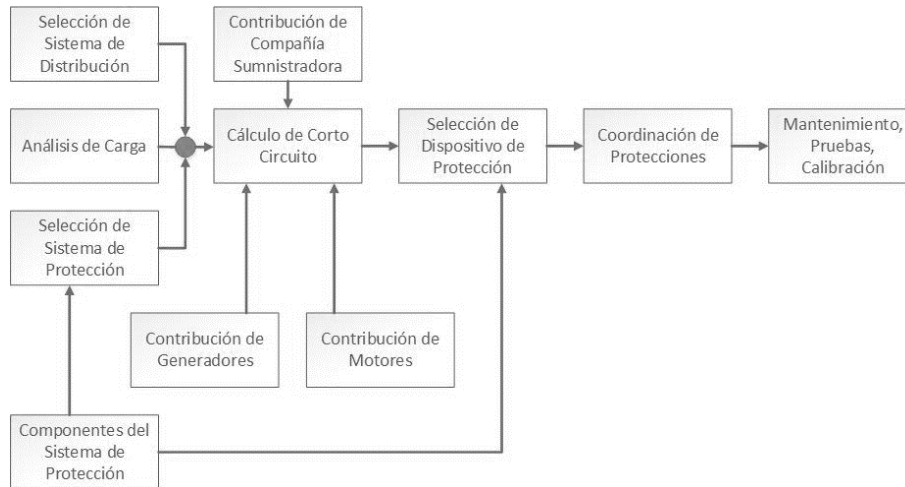 Selección de
Sistema de
Distribución
Contribución de
Compañía
Sumnistradora
Análisis de Carga
Cálculo de Corto
Circuito
Selección de
Dispositivo de
Protección
Coordinación de
Protecciones
Mantenimiento,
Pruebas,
Calibración
Selección de
Sistema de
Protección
Contribución de
Generadores
Contribución de
Motores
Componentes del
Sistema de
Protección